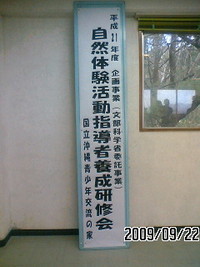 平成21年度 企画事業(文部科学省委託事業)
自然体験活動指導者養成研修会
国立沖縄青少年交流の家
2009/09/22